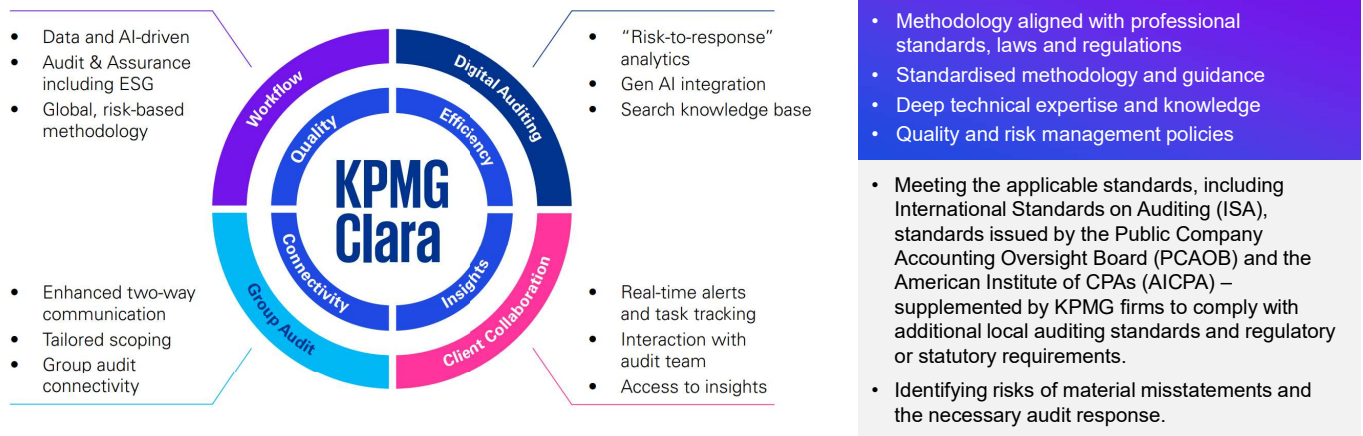 • Data and AI-driven
• Audit & Assurance
including ESG
• Global, risk-based
methodology
Workflow
Digital Auditing
Quality
Efficiency
KPMG
Clara
Connectivity
Insights
Group Audit
Client Collaboration
• “Risk-to-response”
analytics
• Gen AI integration
• Search knowledge base
• Enhanced two-way
communication
• Tailored scoping
• Group audit
connectivity
• Real-time alerts
and task tracking
• Interaction with
audit team
• Access to insights
• Methodology aligned with professional
standards, laws and regulations
• Standardised methodology and guidance
• Deep technical expertise and knowledge
• Quality and risk management policies
• Meeting the applicable standards, including
International Standards on Auditing (ISA),
standards issued by the Public Company
Accounting Oversight Board (PCAOB) and the
American Institute of CPAs (AICPA) –
supplemented by KPMG firms to comply with
additional local auditing standards and regulatory
or statutory requirements.
• Identifying risks of material misstatements and
the necessary audit response.